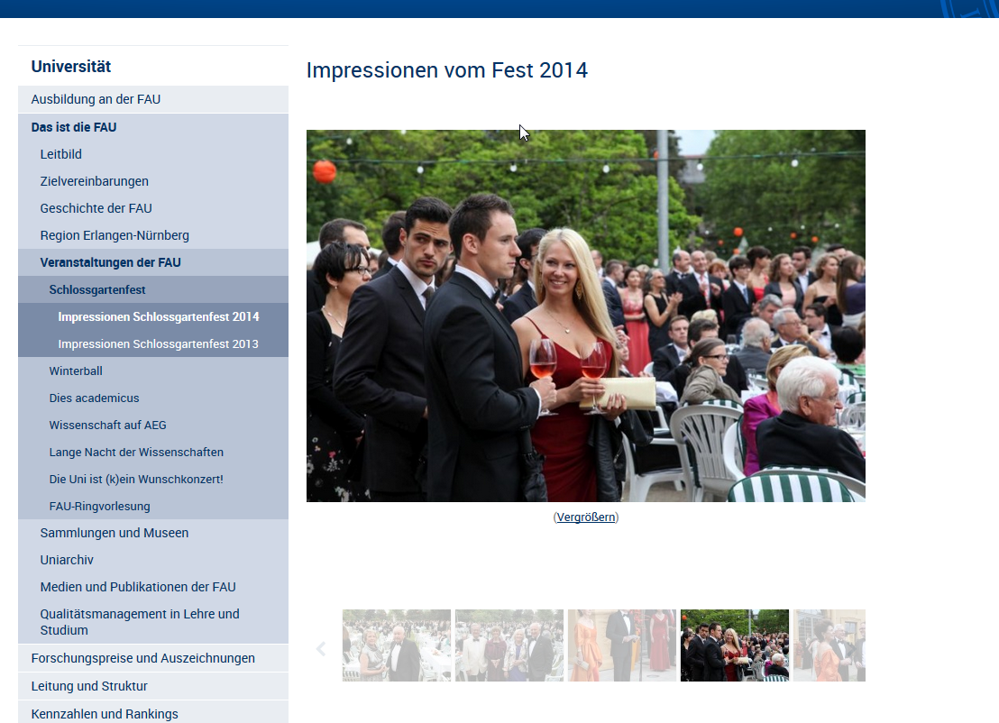 Universität
Ausbildung an der FAU
Das ist die FAU
Leitbild
Zielvereinbarungen
Geschichte der FAU
Region Erlangen-Nürnberg
Veranstaltungen der FAU
Schlossgartenfest
Impressionen Schlossgartenfest 2014
Impressionen Schlossgartenfest 2013
Winterball
Dies academicus
Wissenschaft auf AEG
Lange Nacht der Wissenschaften
Die Uni ist (k)ein Wunschkonzert!
FAU-Ringvorlesung
Sammlungen und Museen
Uniarchiv
Medien und Publikationen der FAU
Qualitätsmanagement in Lehre und
Studium
Forschungspreise und Auszeichnungen
Leitung und Struktur
Kennzahlen und Rankings
Impressionen vom Fest 2014
(Vergrößern)